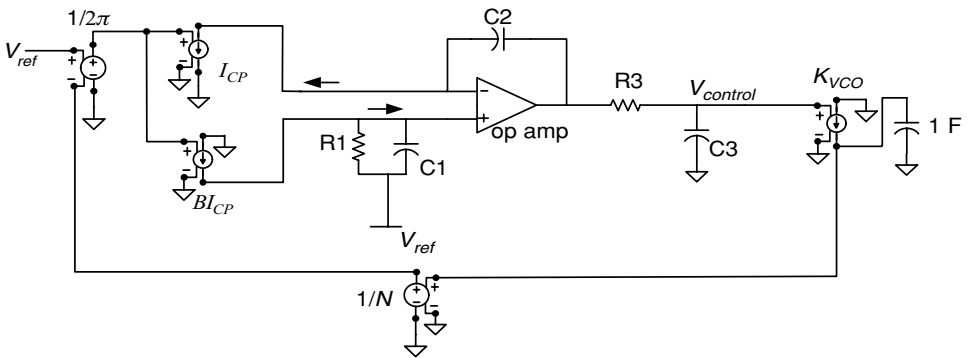 1/2π
C2
V_ref
I_CP
K_VCO
+
−
+
−
+
−
−
+
R3
V_control
+
−
1 F
op amp
+
−
R1
C1
C3
BI_CP
V_ref
1/N
+
−
+
−